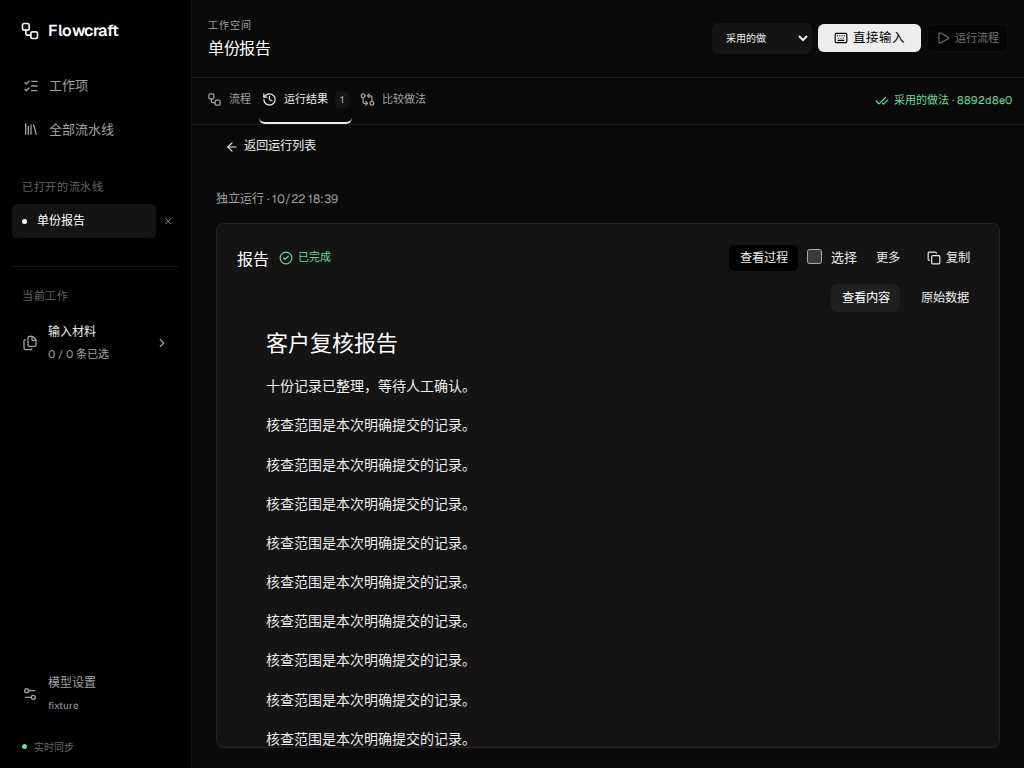 Flowcraft
工作项
全部流水线
已打开的流水线
单份报告
当前工作
输入材料
0 / 0 条已选
模型设置
fixture
实时同步
工作空间
单份报告
采用的做
直接输入
运行流程
流程
运行结果 1
比较做法
采用的做法 · 8892d8e0
返回运行列表
独立运行 · 10/22 18:39
报告
已完成
查看过程
选择
更多
复制
查看内容
原始数据
客户复核报告
十份记录已整理，等待人工确认。
核查范围是本次明确提交的记录。
核查范围是本次明确提交的记录。
核查范围是本次明确提交的记录。
核查范围是本次明确提交的记录。
核查范围是本次明确提交的记录。
核查范围是本次明确提交的记录。
核查范围是本次明确提交的记录。
核查范围是本次明确提交的记录。
核查范围是本次明确提交的记录。